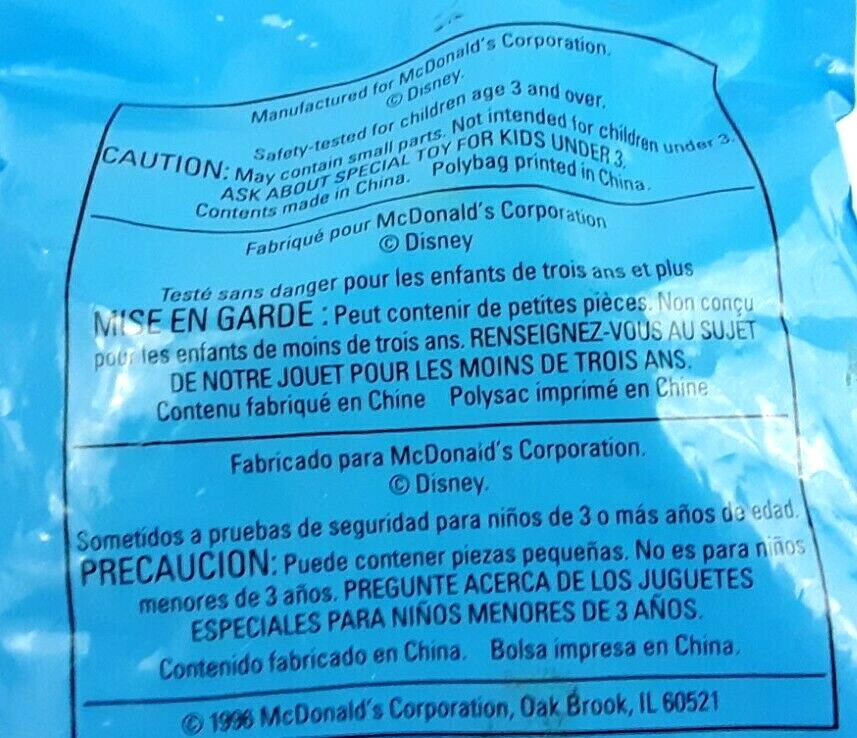 Manufactured for McDonald's Corporation.
© Disney.
Safety-tested for children age 3 and over.
CAUTION: May contain small parts. Not intended for children under 3.
ASK ABOUT SPECIAL TOY FOR KIDS UNDER 3.
Contents made in China. Polybag printed in China.
Fabriqué pour McDonald's Corporation
© Disney
Testé sans danger pour les enfants de trois ans et plus
MISE EN GARDE : Peut contenir de petites pièces. Non conçu
pour les enfants de moins de trois ans. RENSEIGNEZ-VOUS AU SUJET
DE NOTRE JOUET POUR LES MOINS DE TROIS ANS.
Contenu fabriqué en Chine Polysac imprimé en Chine
Fabricado para McDonald's Corporation.
© Disney.
Sometidos a pruebas de seguridad para niños de 3 o más años de edad.
PRECAUCION: Puede contener piezas pequeñas. No es para niños
menores de 3 años. PREGUNTE ACERCA DE LOS JUGUETES
ESPECIALES PARA NIÑOS MENORES DE 3 AÑOS.
Contenido fabricado en China. Bolsa impresa en China.
© 1996 McDonald's Corporation, Oak Brook, IL 60521